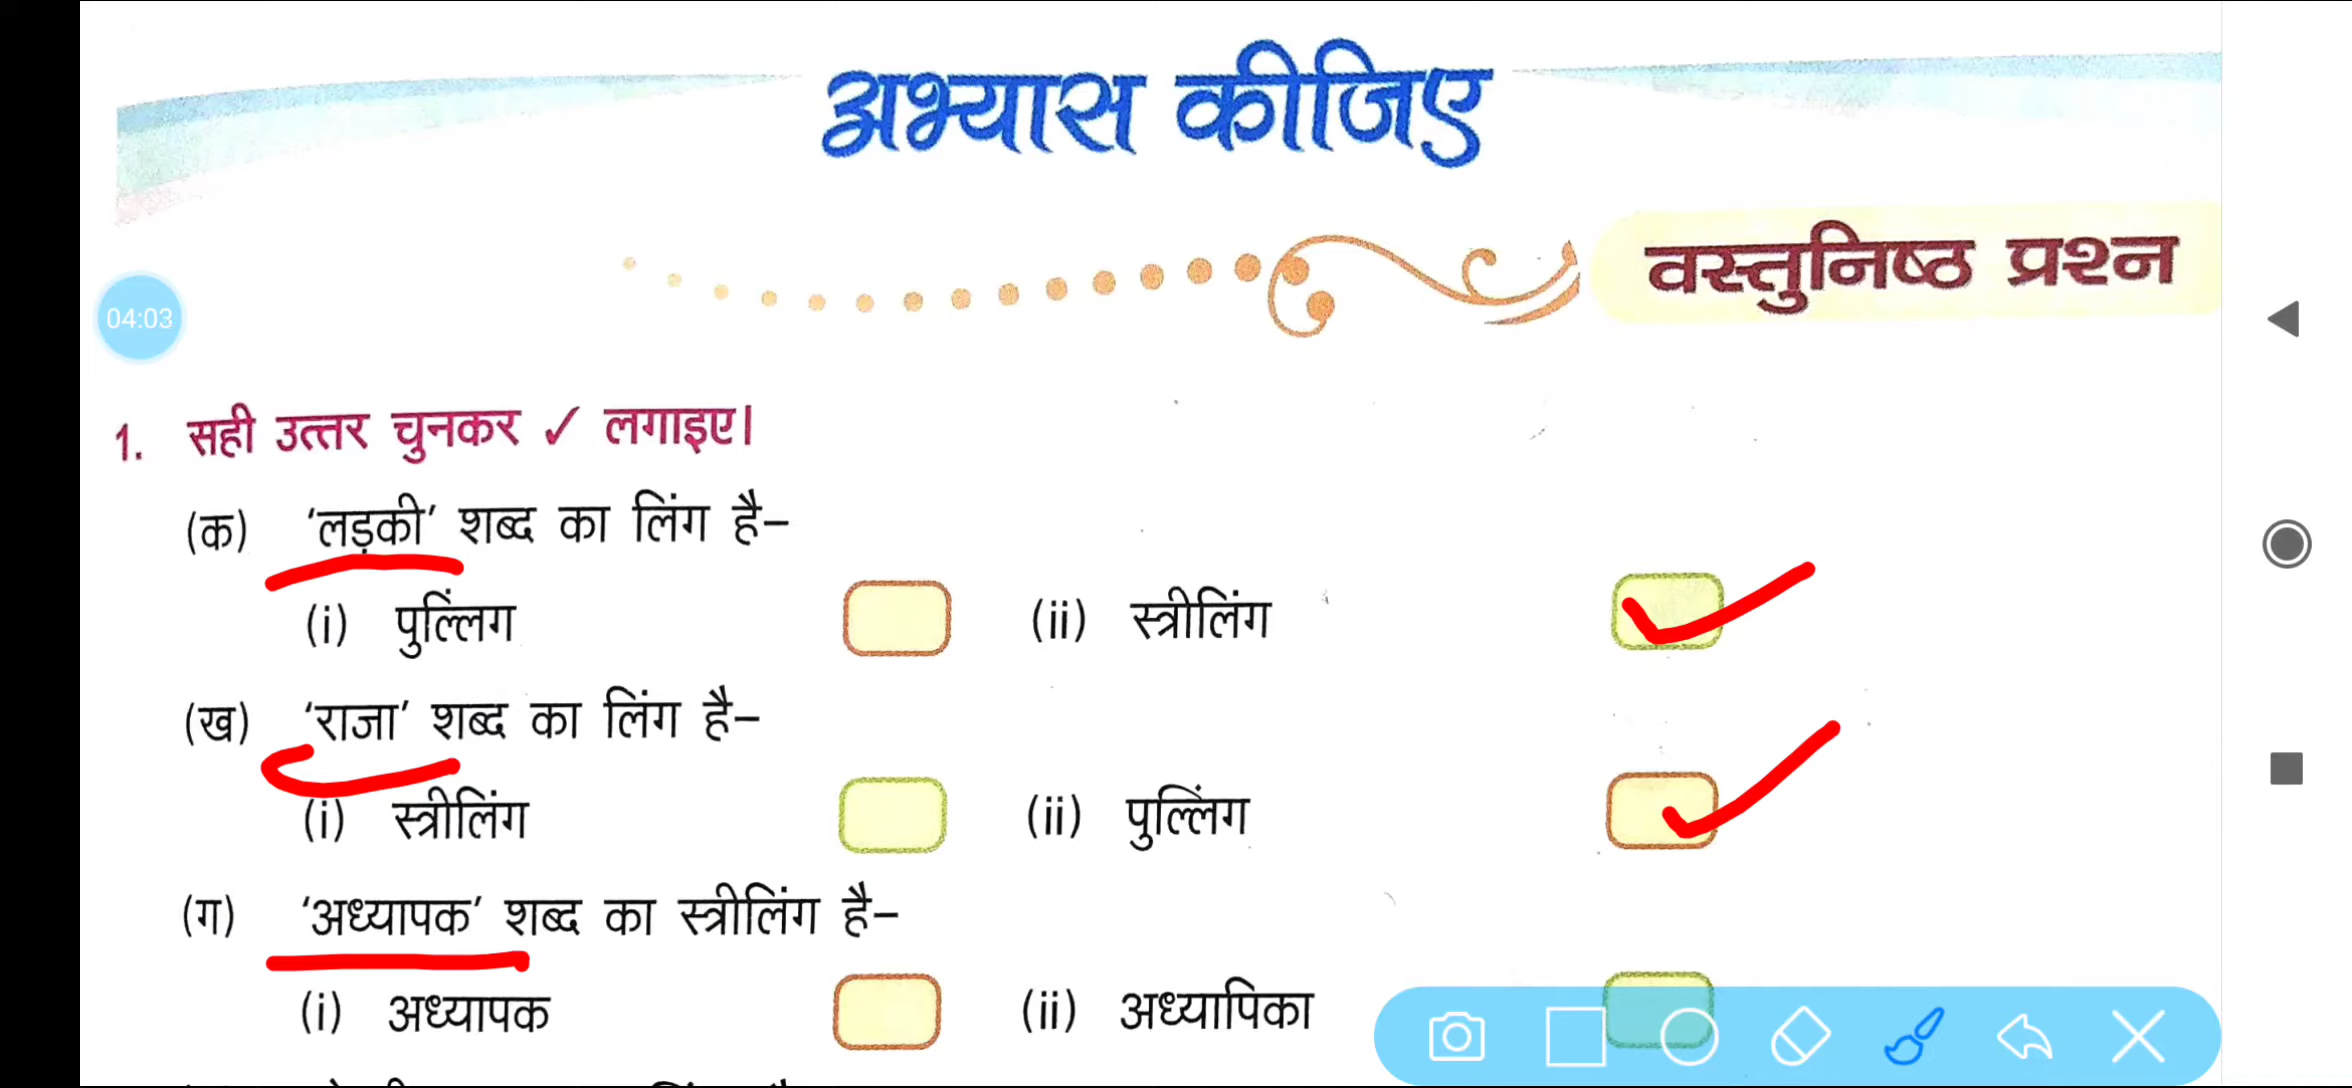 अभ्यास कीजिए
वस्तुनिष्ठ प्रश्न
04:03
1. सही उत्तर चुनकर ✓ लगाइए।
(क) ‘लड़की’ शब्द का लिंग है–
(i) पुल्लिंग (ii) स्त्रीलिंग
(ख) ‘राजा’ शब्द का लिंग है–
(i) स्त्रीलिंग (ii) पुल्लिंग
(ग) ‘अध्यापक’ शब्द का स्त्रीलिंग है–
(i) अध्यापक (ii) अध्यापिका